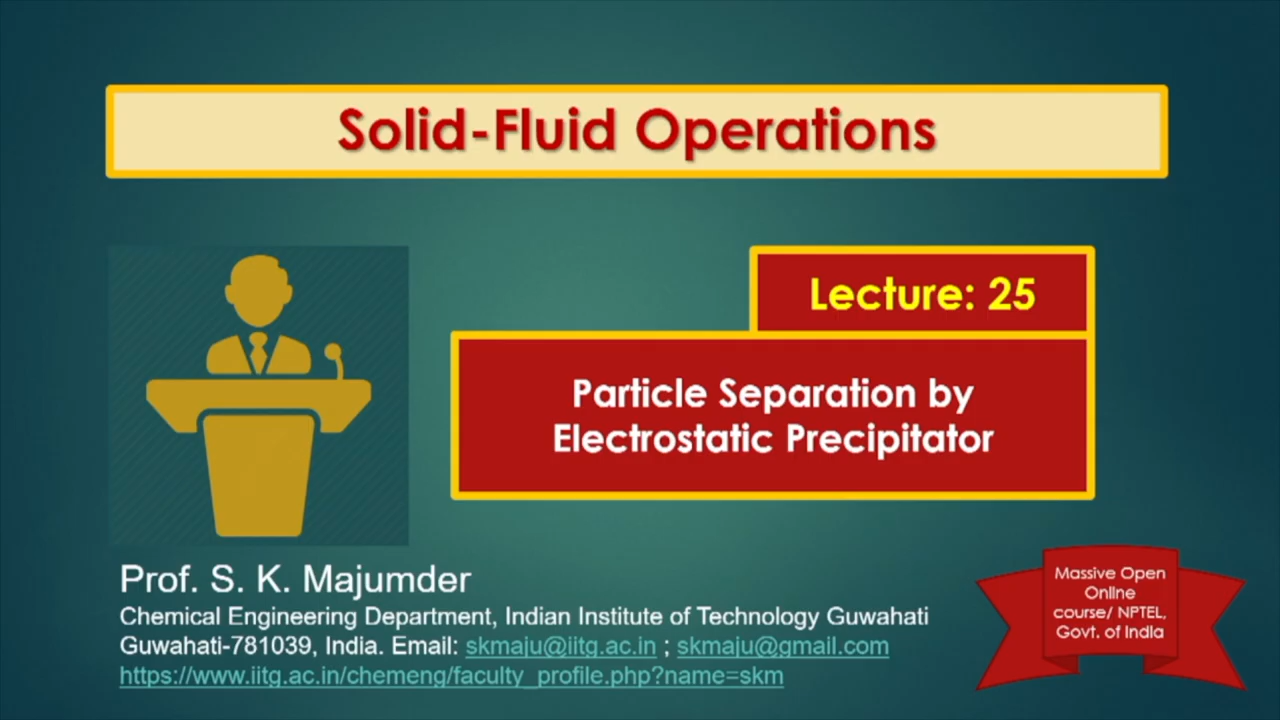 Solid-Fluid Operations
Lecture: 25
Particle Separation by
Electrostatic Precipitator
Prof. S. K. Majumder
Chemical Engineering Department, Indian Institute of Technology Guwahati
Guwahati-781039, India. Email: skmaju@iitg.ac.in ; skmaju@gmail.com
https://www.iitg.ac.in/chemeng/faculty_profile.php?name=skm
Massive Open
Online
course/ NPTEL,
Govt. of India